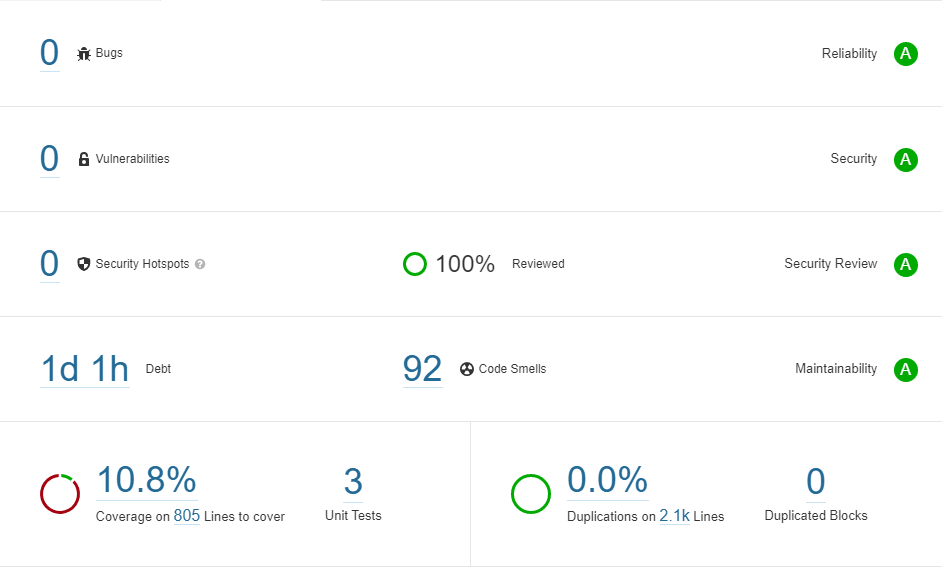 0 Bugs Reliability A
0 Vulnerabilities Security A
0 Security Hotspots ? 100% Reviewed Security Review A
1d 1h Debt 92 Code Smells Maintainability A
10.8% 3 0.0% 0
Coverage on 805 Lines to cover Unit Tests Duplications on 2.1k Lines Duplicated Blocks